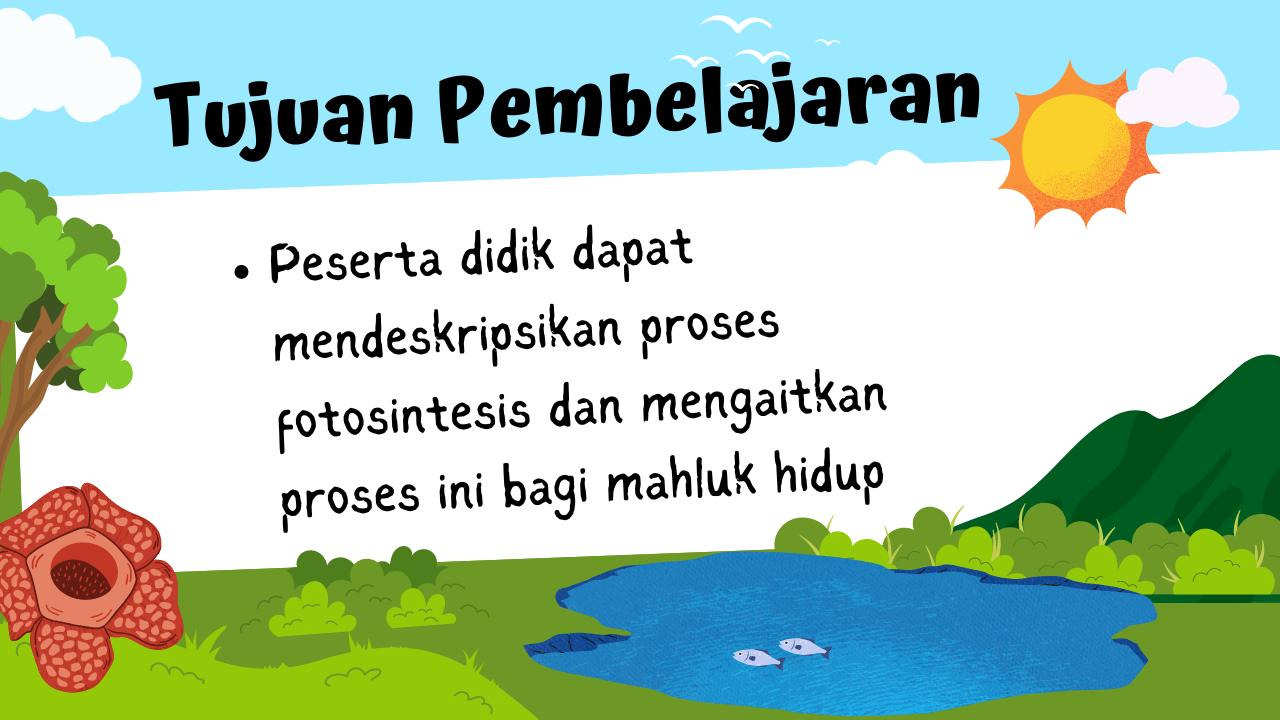 Tujuan Pembelajaran
• Peserta didik dapat
mendeskripsikan proses
fotosintesis dan mengaitkan
proses ini bagi mahluk hidup